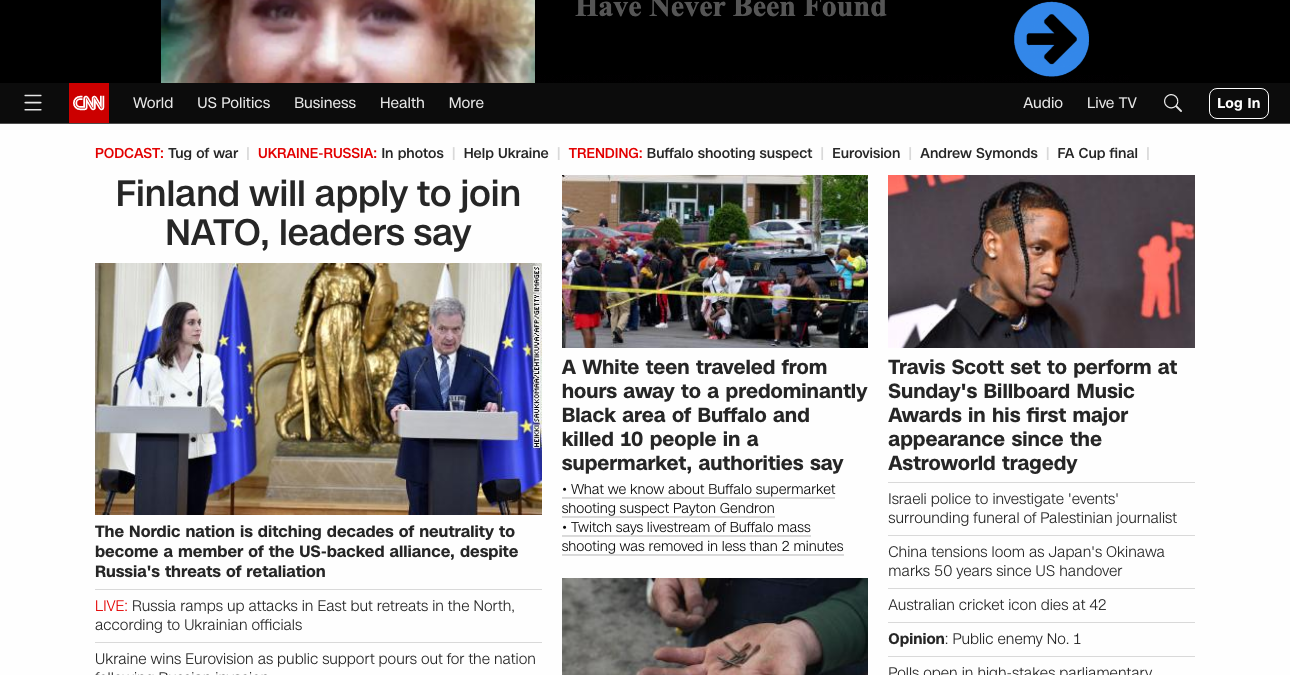 Have Never Been Found
CNN World US Politics Business Health More Audio Live TV Log In
PODCAST: Tug of war | UKRAINE-RUSSIA: In photos | Help Ukraine | TRENDING: Buffalo shooting suspect | Eurovision | Andrew Symonds | FA Cup final |
Finland will apply to join
NATO, leaders say
HEIKKI SAUKKOMAA/LEHTIKUVA/AFP/GETTY IMAGES
The Nordic nation is ditching decades of neutrality to
become a member of the US-backed alliance, despite
Russia's threats of retaliation
LIVE: Russia ramps up attacks in East but retreats in the North,
according to Ukrainian officials
Ukraine wins Eurovision as public support pours out for the nation
following Russian invasion
A White teen traveled from
hours away to a predominantly
Black area of Buffalo and
killed 10 people in a
supermarket, authorities say
• What we know about Buffalo supermarket
shooting suspect Payton Gendron
• Twitch says livestream of Buffalo mass
shooting was removed in less than 2 minutes
Travis Scott set to perform at
Sunday's Billboard Music
Awards in his first major
appearance since the
Astroworld tragedy
Israeli police to investigate 'events'
surrounding funeral of Palestinian journalist
China tensions loom as Japan's Okinawa
marks 50 years since US handover
Australian cricket icon dies at 42
Opinion: Public enemy No. 1
Polls open in high-stakes parliamentary